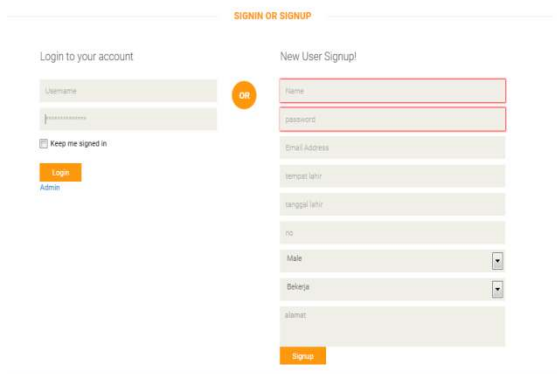 SIGNIN OR SIGNUP
Login to your account
Username
Keep me signed in
Login
Admin
OR
New User Signup!
Name
password
Email Address
tempat lahir
tanggal lahir
no
Male
Bekerja
alamat
Signup